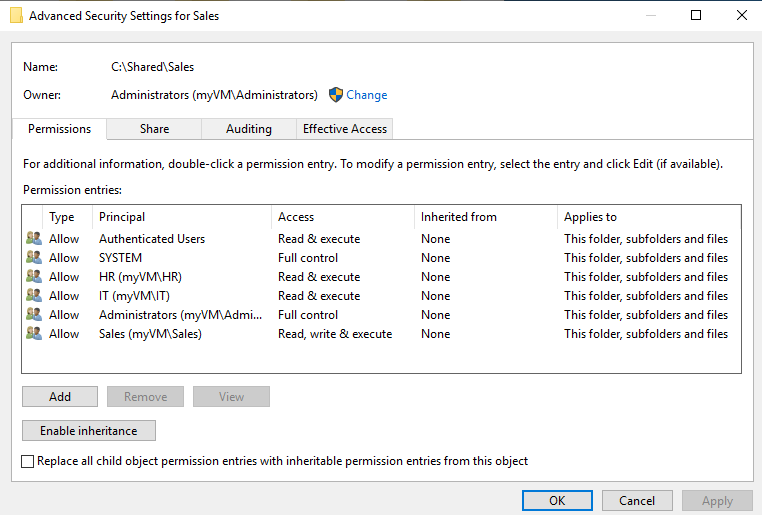 Advanced Security Settings for Sales
Name: C:\Shared\Sales
Owner: Administrators (myVM\Administrators) Change
Permissions Share Auditing Effective Access
For additional information, double-click a permission entry. To modify a permission entry, select the entry and click Edit (if available).
Permission entries:
Type Principal Access Inherited from Applies to
Allow Authenticated Users Read & execute None This folder, subfolders and files
Allow SYSTEM Full control None This folder, subfolders and files
Allow HR (myVM\HR) Read & execute None This folder, subfolders and files
Allow IT (myVM\IT) Read & execute None This folder, subfolders and files
Allow Administrators (myVM\Admi... Full control None This folder, subfolders and files
Allow Sales (myVM\Sales) Read, write & execute None This folder, subfolders and files
Add Remove View
Enable inheritance
Replace all child object permission entries with inheritable permission entries from this object
OK Cancel Apply